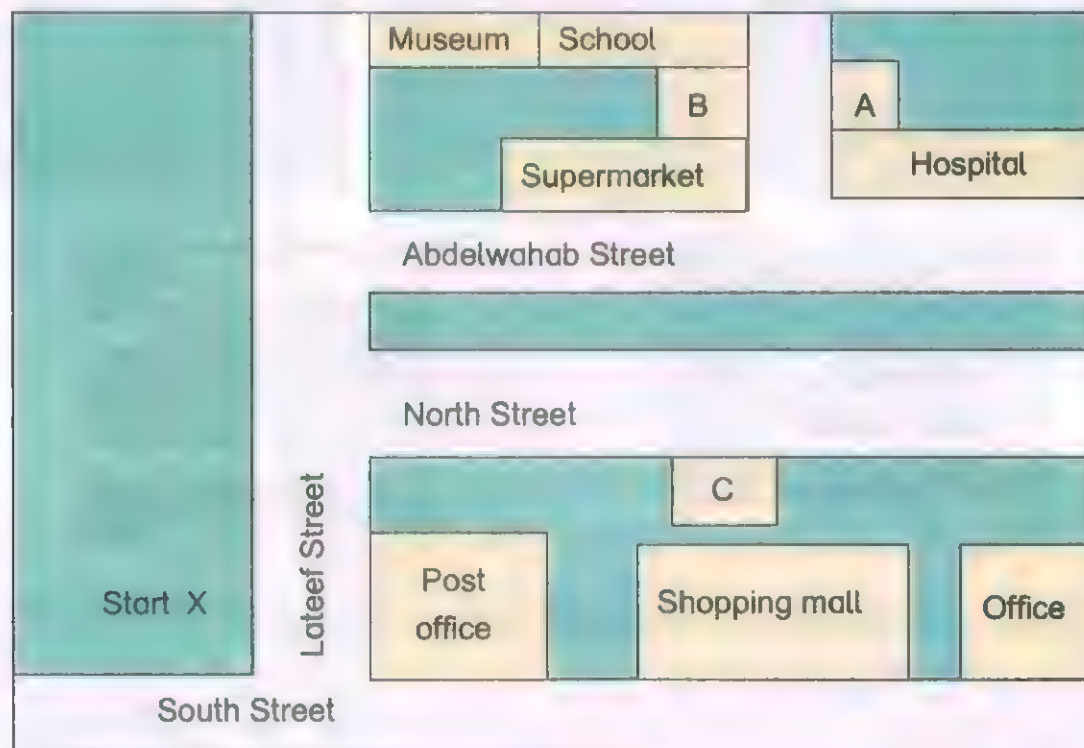 Museum
School
B
A
Supermarket
Hospital
Abdelwahab Street
North Street
C
Lateef Street
Post
office
Shopping mall
Office
Start X
South Street